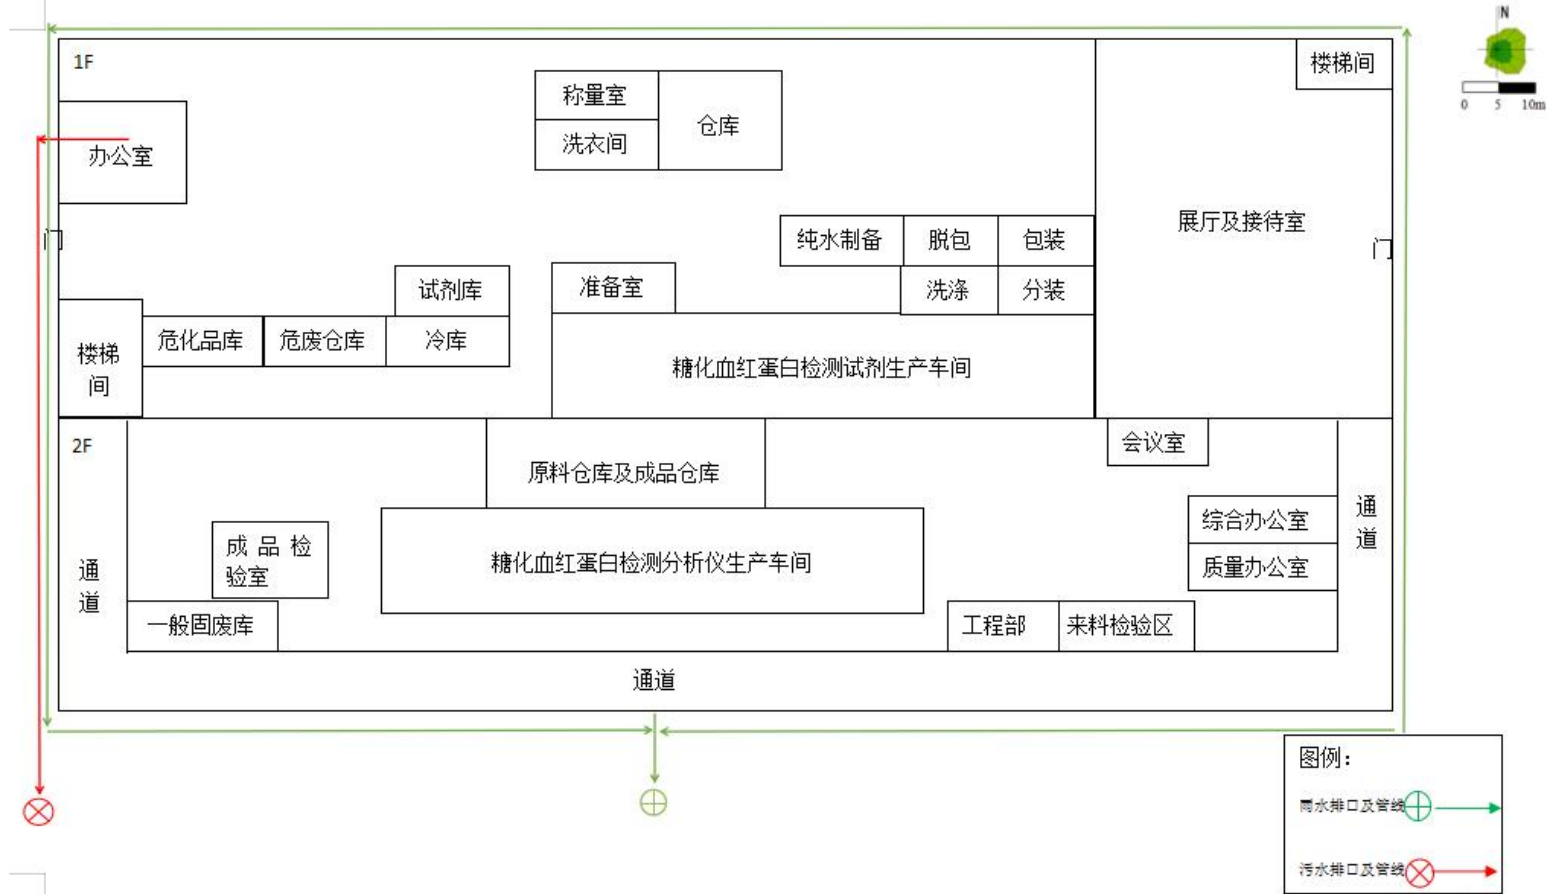 N
0 5 10m
1F
楼梯间
称量室
仓库
洗衣间
办公室
展厅及接待室
门
门
纯水制备
脱包
包装
试剂库
准备室
洗涤
分装
危化品库
危废仓库
冷库
楼梯
间
糖化血红蛋白检测试剂生产车间
2F
会议室
原料仓库及成品仓库
综合办公室
通
道
成品检
验室
糖化血红蛋白检测分析仪生产车间
质量办公室
通
道
一般固废库
工程部
来料检验区
通道
图例：
雨水排口及管线
污水排口及管线